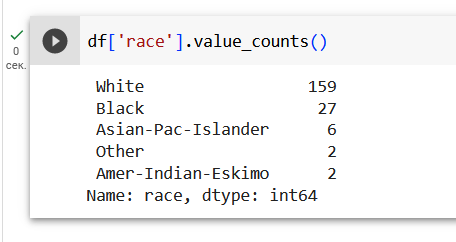 df['race'].value_counts()
0
сек.
White 159
Black 27
Asian-Pac-Islander 6
Other 2
Amer-Indian-Eskimo 2
Name: race, dtype: int64